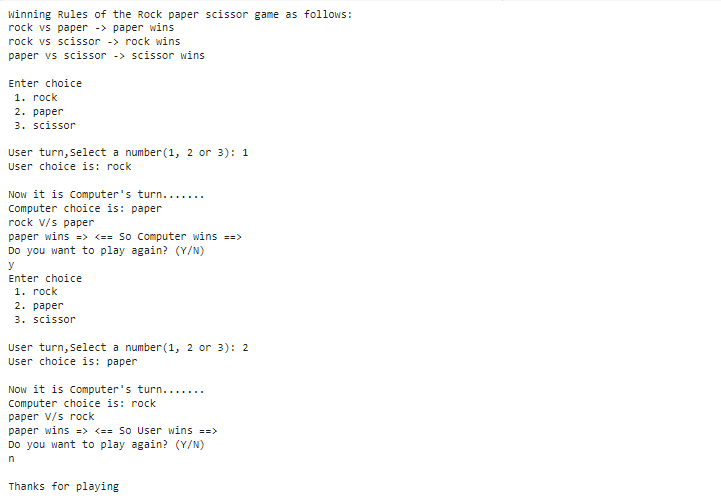 Winning Rules of the Rock paper scissor game as follows:
rock vs paper -> paper wins
rock vs scissor -> rock wins
paper vs scissor -> scissor wins
Enter choice
1. rock
2. paper
3. scissor
User turn,Select a number(1, 2 or 3): 1
User choice is: rock
Now it is Computer's turn.......
Computer choice is: paper
rock V/s paper
paper wins => <== So Computer wins ==>
Do you want to play again? (Y/N)
y
Enter choice
1. rock
2. paper
3. scissor
User turn,Select a number(1, 2 or 3): 2
User choice is: paper
Now it is Computer's turn.......
Computer choice is: rock
paper V/s rock
paper wins => <== So User wins ==>
Do you want to play again? (Y/N)
n
Thanks for playing